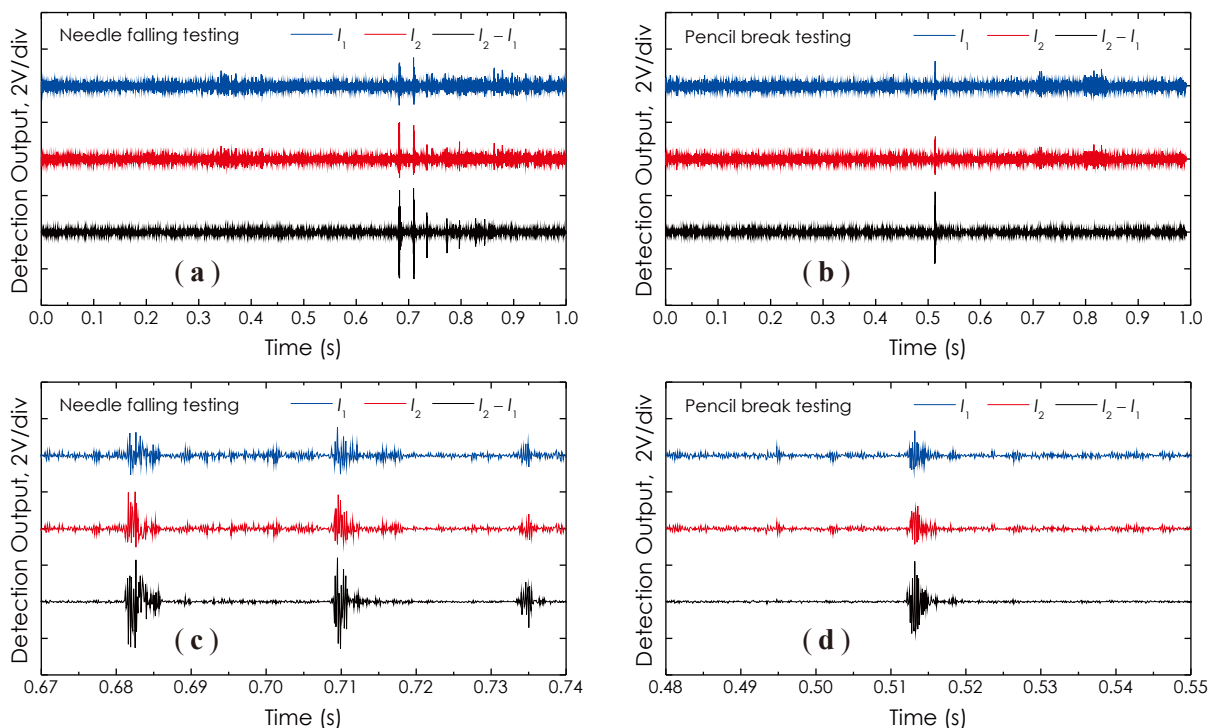 Needle falling testing I1 I2 I2 – I1
Detection Output, 2V/div
(a)
0.0 0.1 0.2 0.3 0.4 0.5 0.6 0.7 0.8 0.9 1.0
Time (s)
Pencil break testing I1 I2 I2 – I1
Detection Output, 2V/div
(b)
0.0 0.1 0.2 0.3 0.4 0.5 0.6 0.7 0.8 0.9 1.0
Time (s)
Needle falling testing I1 I2 I2 – I1
Detection Output, 2V/div
(c)
0.67 0.68 0.69 0.70 0.71 0.72 0.73 0.74
Time (s)
Pencil break testing I1 I2 I2 – I1
Detection Output, 2V/div
(d)
0.48 0.49 0.50 0.51 0.52 0.53 0.54 0.55
Time (s)